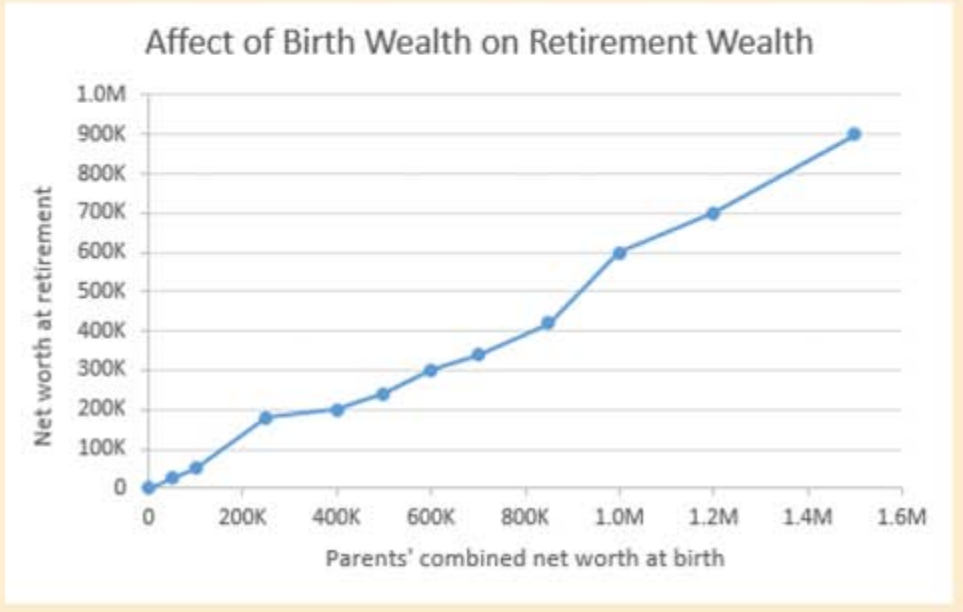 Affect of Birth Wealth on Retirement Wealth
1.0M
900K
800K
700K
600K
500K
400K
300K
200K
100K
0
Net worth at retirement
0 200K 400K 600K 800K 1.0M 1.2M 1.4M 1.6M
Parents' combined net worth at birth